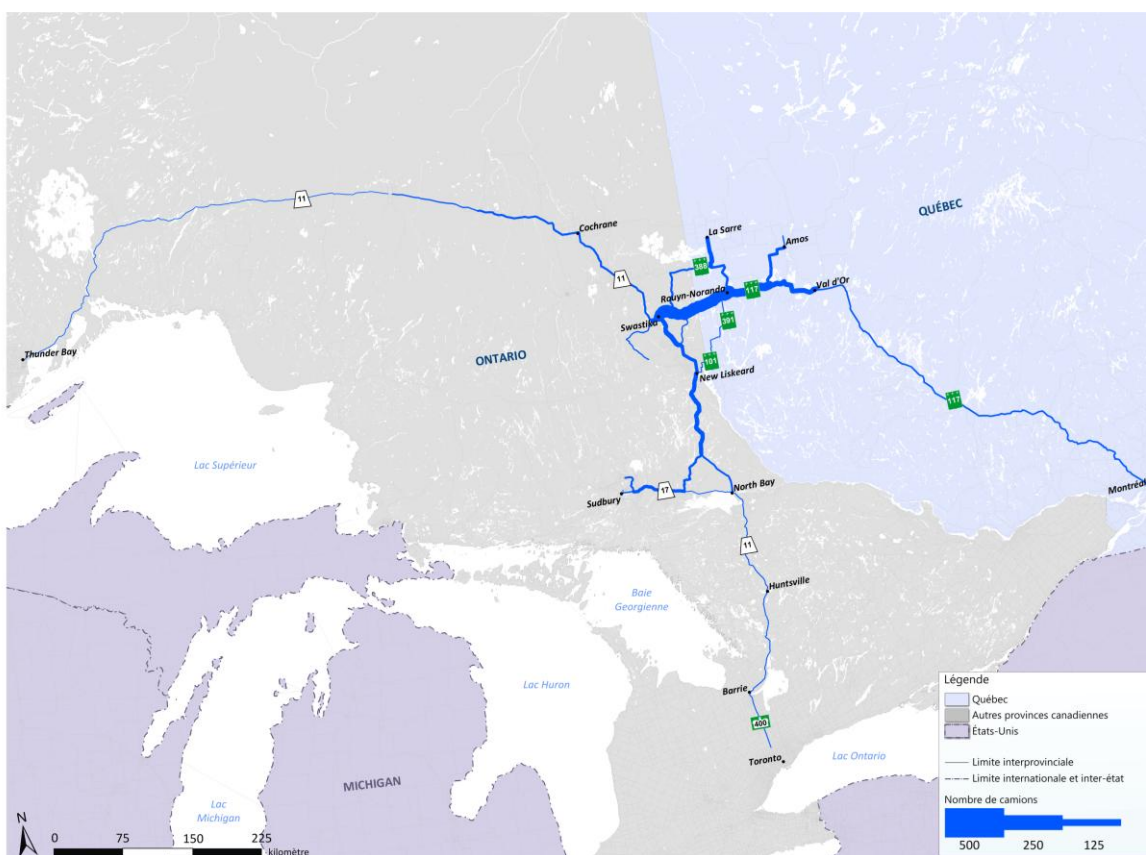 QUÉBEC
11
Cochrane
La Sarre
Amos
11
388
Rouyn-Noranda
117
Val d'Or
Swastika
391
Thunder Bay
ONTARIO
101
New Liskeard
117
Lac Supérieur
Montréal
17
North Bay
Sudbury
11
Huntsville
Baie
Georgienne
Lac Huron
Barrie
400
Toronto
Lac Ontario
MICHIGAN
Lac
Michigan
N
0 75 150 225
kilomètre
Légende
Québec
Autres provinces canadiennes
États-Unis
Limite interprovinciale
Limite internationale et inter-état
Nombre de camions
500 250 125